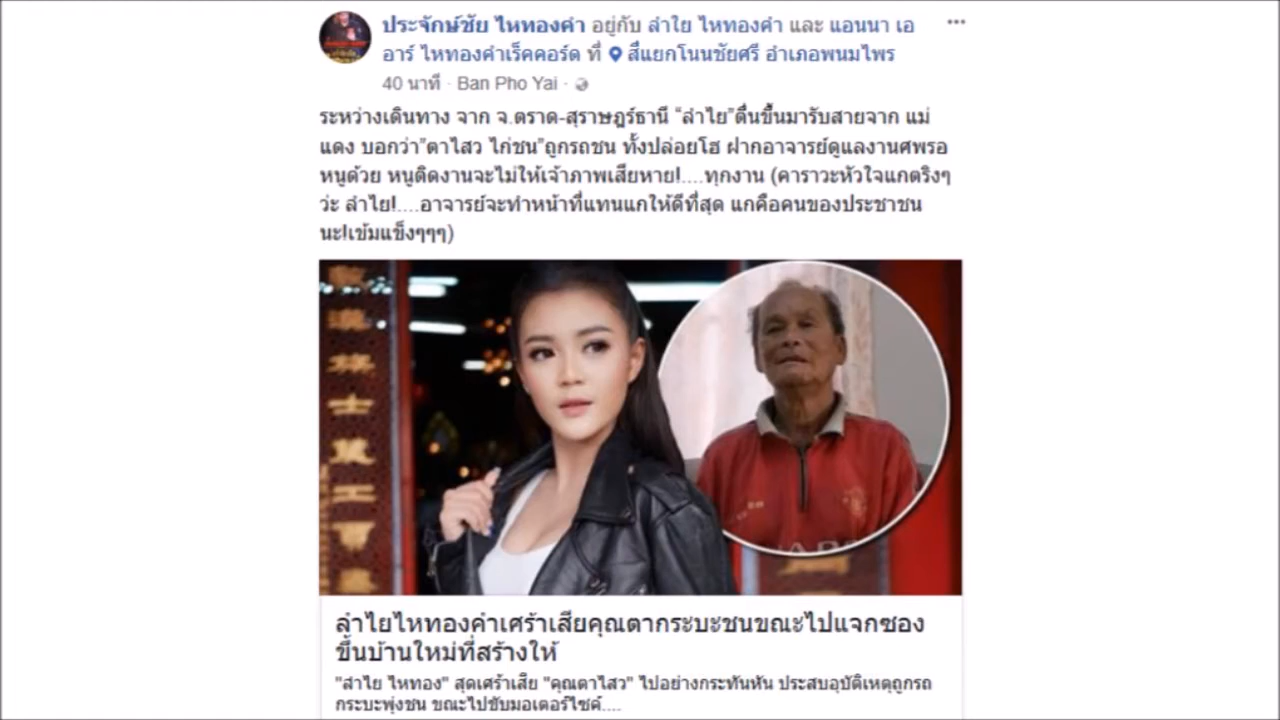 ประจักษ์ชัย ไหทองคำ อยู่กับ ลำใย ไหทองคำ และ แอนนา เอ
อาร์ ไหทองคำเร็คคอร์ด ที่ สี่แยกโนนชัยศรี อำเภอพนมไพร
40 นาที · Ban Pho Yai ·
ระหว่างเดินทาง จาก จ.ตราด-สุราษฎร์ธานี “ลำไย”ตื่นขึ้นมารับสายจาก แม่
แดง บอกว่า”ตาไสว ไก่ชน”ถูกรถชน ทั้งปล่อยโฮ ฝากอาจารย์ดูแลงานศพรอ
หนูด้วย หนูติดงานจะไม่ให้เจ้าภาพเสียหาย!....ทุกงาน (คาราวะหัวใจแกตริงๆ
ว่ะ ลำไย!....อาจารย์จะทำหน้าที่แทนแกให้ดีที่สุด แกคือคนของประชาชน
นะ!เข้มแข็งๆๆๆ)
ลำไยไหทองคำเศร้าเสียคุณตากระบะชนขณะไปแจกซอง
ขึ้นบ้านใหม่ที่สร้างให้
"ลำไย ไหทอง" สุดเศร้าเสีย "คุณตาไสว" ไปอย่างกระทันหัน ประสบอุบัติเหตุถูกรถ
กระบะพุ่งชน ขณะไปขับมอเตอร์ไซค์....